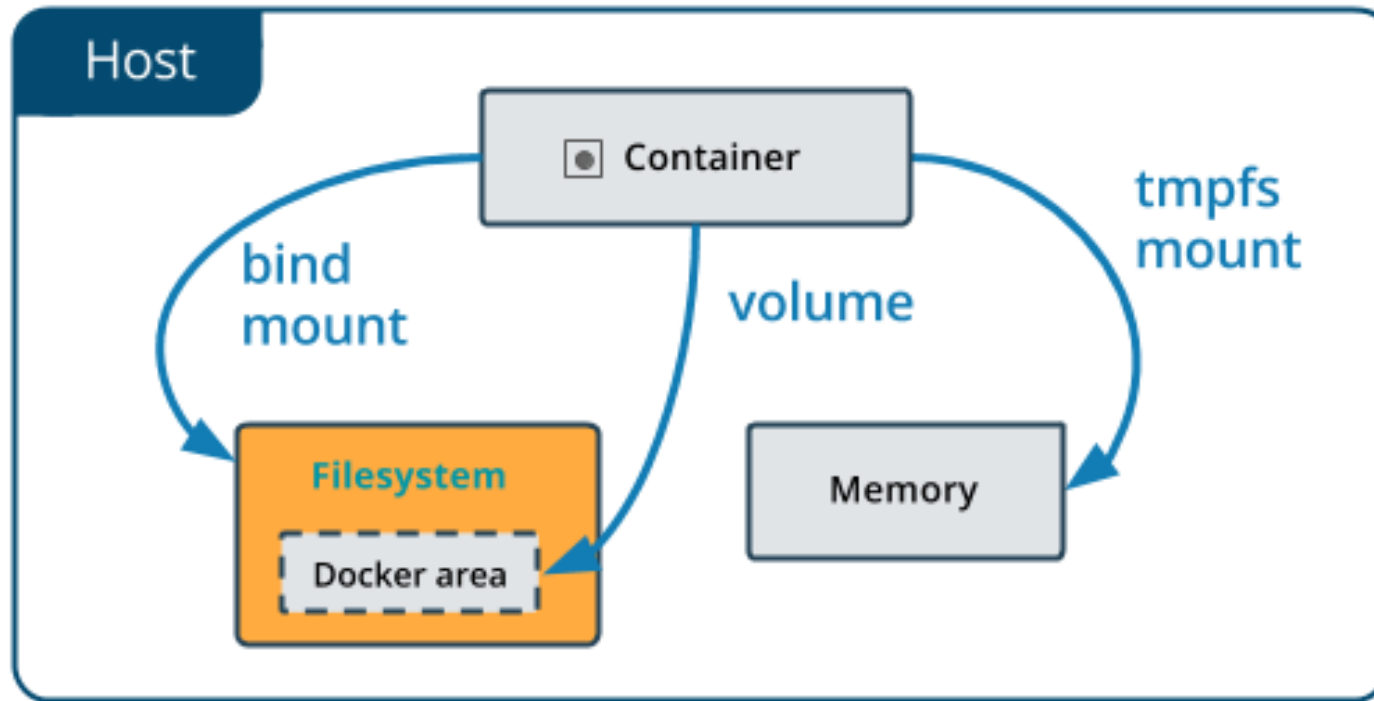 Host
Container
tmpfs
mount
bind
mount
volume
Filesystem
Memory
Docker area